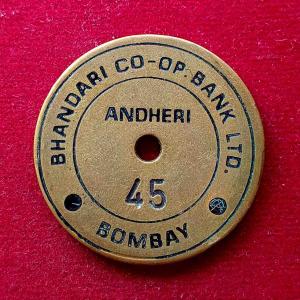 BHANDARI CO-OP. BANK LTD.
ANDHERI
45
BOMBAY